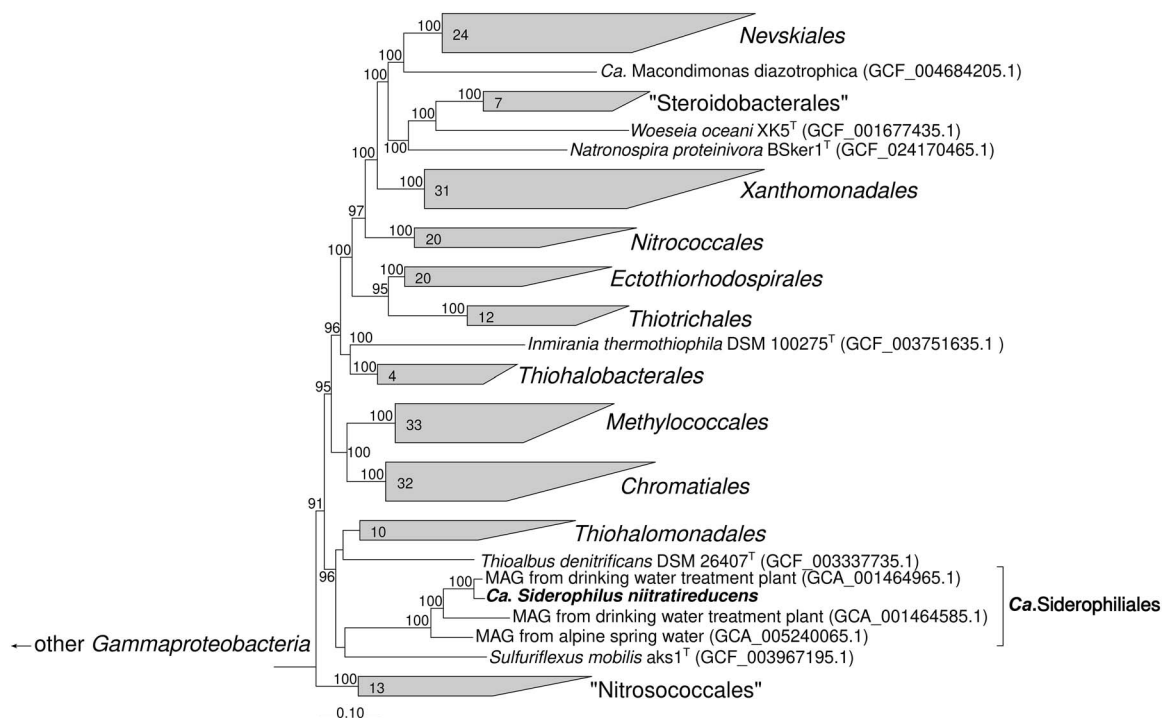 100
24
Nevskiales
100
Ca. Macondimonas diazotrophica (GCF_004684205.1)
100
100
7
"Steroidobacterales"
100
Woeseia oceani XK5ᵀ (GCF_001677435.1)
100
Natronospira proteinivora BSker1ᵀ (GCF_024170465.1)
100
100
31
Xanthomonadales
97
100
20
Nitrococcales
100
100
20
Ectothiorhodospirales
95
100
12
Thiotrichales
96
100
Inmirania thermothiophila DSM 100275ᵀ (GCF_003751635.1 )
100
4
Thiohalobacterales
95
100
33
Methylococcales
100
100
32
Chromatiales
91
10
Thiohalomonadales
Thioalbus denitrificans DSM 26407ᵀ (GCF_003337735.1)
96
100
MAG from drinking water treatment plant (GCA_001464965.1)
Ca. Siderophilus niitratireducens
100
MAG from drinking water treatment plant (GCA_001464585.1)
Ca.Siderophiliales
100
MAG from alpine spring water (GCA_005240065.1)
other Gammaproteobacteria
Sulfuriflexus mobilis aks1ᵀ (GCF_003967195.1)
100
13
"Nitrosococcales"
0.10